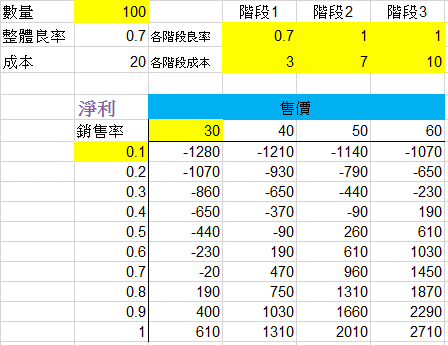 數量 100 階段1 階段2 階段3
整體良率 0.7 各階段良率 0.7 1 1
成本 20 各階段成本 3 7 10
淨利 售價
銷售率 30 40 50 60
0.1 -1280 -1210 -1140 -1070
0.2 -1070 -930 -790 -650
0.3 -860 -650 -440 -230
0.4 -650 -370 -90 190
0.5 -440 -90 260 610
0.6 -230 190 610 1030
0.7 -20 470 960 1450
0.8 190 750 1310 1870
0.9 400 1030 1660 2290
1 610 1310 2010 2710